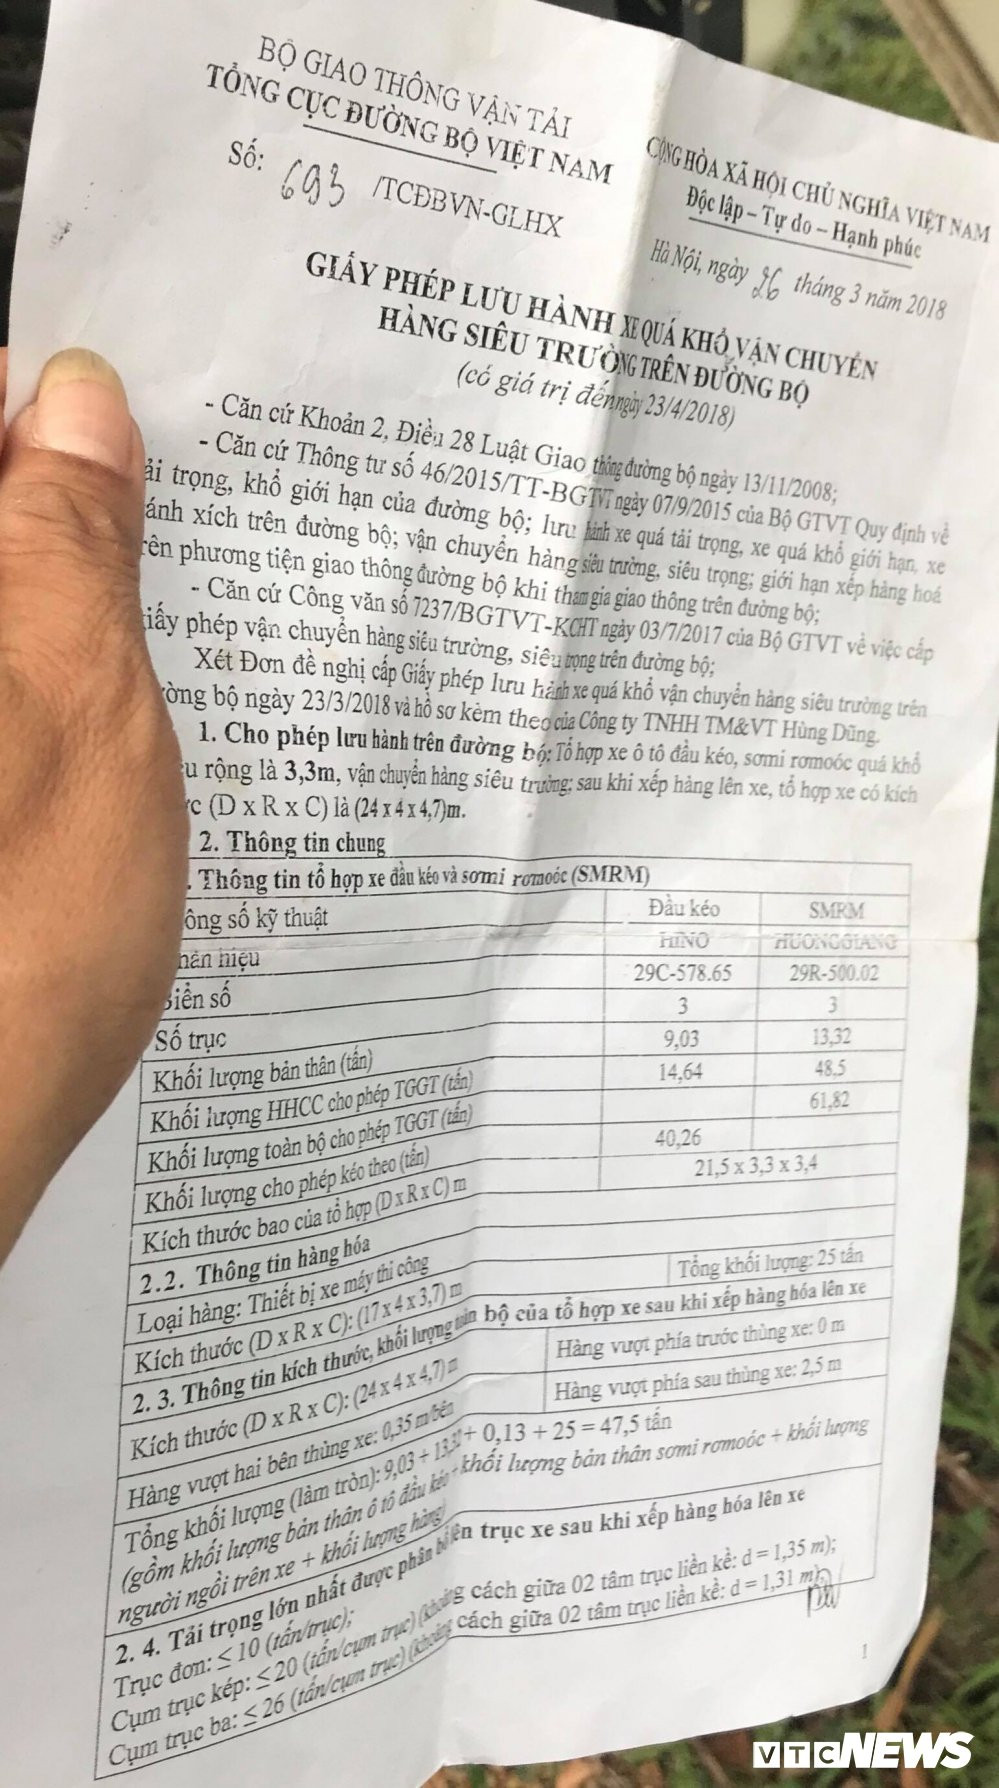 BỘ GIAO THÔNG VẬN TẢI
TỔNG CỤC ĐƯỜNG BỘ VIỆT NAM
Số: 693 /TCĐBVN-GLHX
CỘNG HÒA XÃ HỘI CHỦ NGHĨA VIỆT NAM
Độc lập – Tự do – Hạnh phúc
Hà Nội, ngày 26 tháng 3 năm 2018
GIẤY PHÉP LƯU HÀNH XE QUÁ KHỔ VẬN CHUYỂN
HÀNG SIÊU TRƯỜNG TRÊN ĐƯỜNG BỘ
(có giá trị đến ngày 23/4/2018)
- Căn cứ Khoản 2, Điều 28 Luật Giao thông đường bộ ngày 13/11/2008;
- Căn cứ Thông tư số 46/2015/TT-BGTVT ngày 07/9/2015 của Bộ GTVT Quy định về
ải trọng, khổ giới hạn của đường bộ; lưu hành xe quá tải trọng, xe quá khổ giới hạn, xe
ánh xích trên đường bộ; vận chuyển hàng siêu trường, siêu trọng; giới hạn xếp hàng hoá
rên phương tiện giao thông đường bộ khi tham gia giao thông trên đường bộ;
- Căn cứ Công văn số 7237/BGTVT-KCHT ngày 03/7/2017 của Bộ GTVT về việc cấp
iấy phép vận chuyển hàng siêu trường, siêu trọng trên đường bộ;
Xét Đơn đề nghị cấp Giấy phép lưu hành xe quá khổ vận chuyển hàng siêu trường trên
ường bộ ngày 23/3/2018 và hồ sơ kèm theo của Công ty TNHH TM&VT Hùng Dũng.
1. Cho phép lưu hành trên đường bộ: Tổ hợp xe ô tô đầu kéo, sơmi rơmoóc quá khổ
u rộng là 3,3m, vận chuyển hàng siêu trường; sau khi xếp hàng lên xe, tổ hợp xe có kích
c (D x R x C) là (24 x 4 x 4,7)m.
2. Thông tin chung
. Thông tin tổ hợp xe đầu kéo và sơmi rơmoóc (SMRM)
ông số kỹ thuật Đầu kéo SMRM
hãn hiệu HINO HUONGGIANG
Biển số 29C-578.65 29R-500.02
Số trục 3 3
Khối lượng bản thân (tấn) 9,03 13,32
Khối lượng HHCC cho phép TGGT (tấn) 14,64 48,5
Khối lượng toàn bộ cho phép TGGT (tấn) 61,82
Khối lượng cho phép kéo theo (tấn) 40,26
Kích thước bao của tổ hợp (D x R x C) m 21,5 x 3,3 x 3,4
2.2. Thông tin hàng hóa
Loại hàng: Thiết bị xe máy thi công
Kích thước (D x R x C): (17 x 4 x 3,7) m Tổng khối lượng: 25 tấn
2. 3. Thông tin kích thước, khối lượng toàn bộ của tổ hợp xe sau khi xếp hàng hóa lên xe
Kích thước (D x R x C): (24 x 4 x 4,7) m Hàng vượt phía trước thùng xe: 0 m
Hàng vượt hai bên thùng xe: 0,35 m/bên Hàng vượt phía sau thùng xe: 2,5 m
Tổng khối lượng (làm tròn): 9,03 + 13,32 + 0,13 + 25 = 47,5 tấn
(gồm khối lượng bản thân ô tô đầu kéo + khối lượng bản thân sơmi rơmoóc + khối lượng
người ngồi trên xe + khối lượng hàng)
2. 4. Tải trọng lớn nhất được phân bổ lên trục xe sau khi xếp hàng hóa lên xe
Trục đơn: ≤ 10 (tấn/trục);
Cụm trục kép: ≤ 20 (tấn/cụm trục) (khoảng cách giữa 02 tâm trục liền kề: d = 1,35 m);
Cụm trục ba: ≤ 26 (tấn/cụm trục) (khoảng cách giữa 02 tâm trục liền kề: d = 1,31 m).
1
VTC NEWS